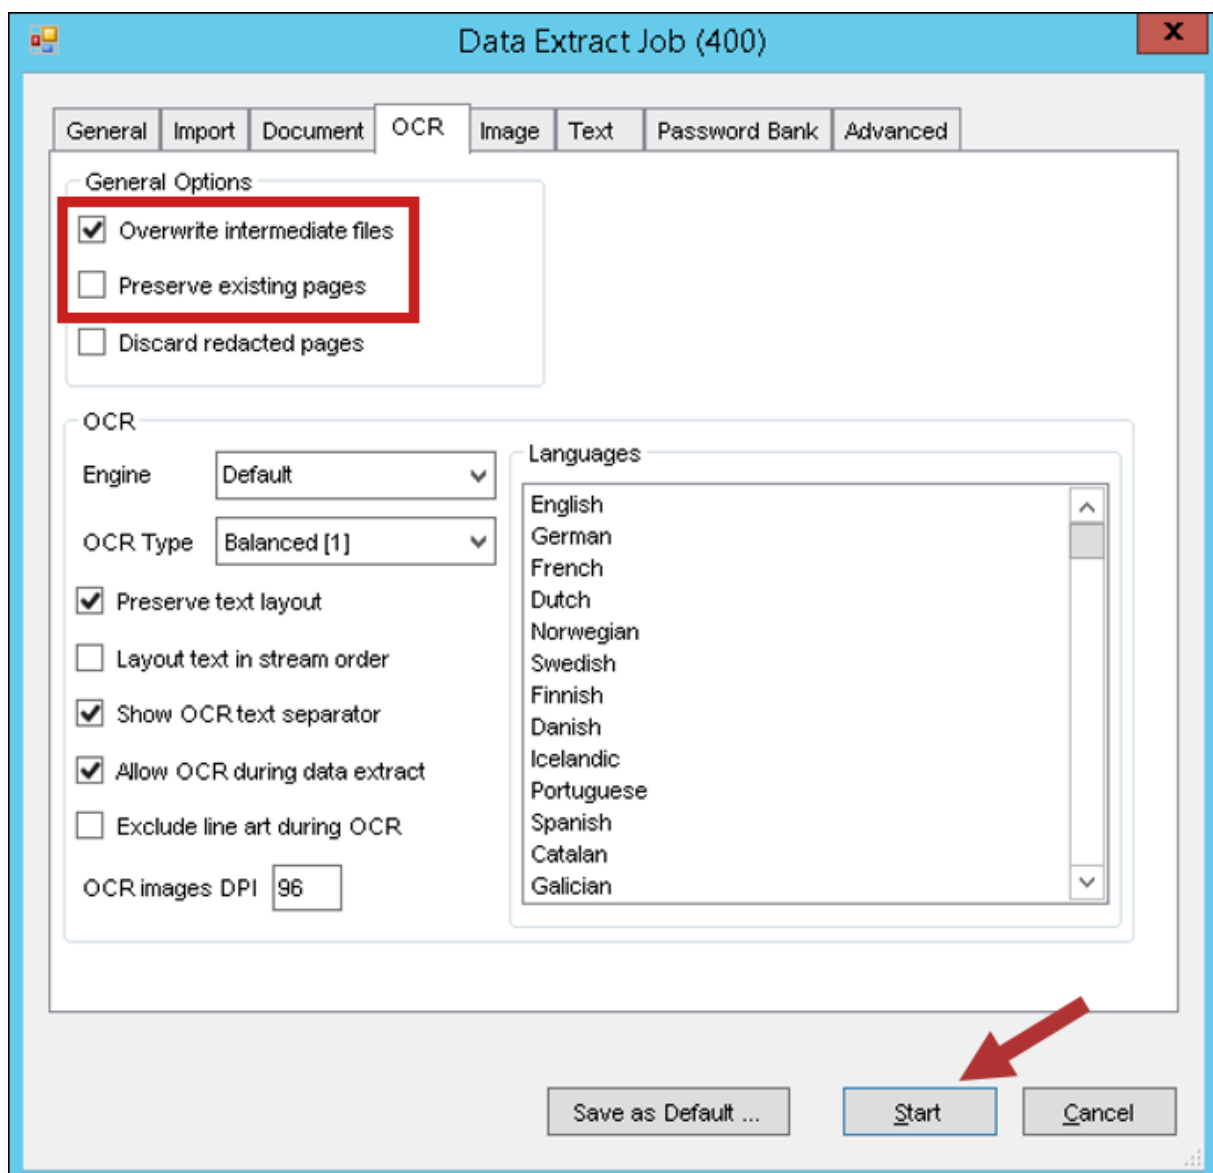 Data Extract Job (400)
x
General Import Document OCR Image Text Password Bank Advanced
General Options
Overwrite intermediate files
Preserve existing pages
Discard redacted pages
OCR
Engine Default
OCR Type Balanced [1]
Preserve text layout
Layout text in stream order
Show OCR text separator
Allow OCR during data extract
Exclude line art during OCR
OCR images DPI 96
Languages
English
German
French
Dutch
Norwegian
Swedish
Finnish
Danish
Icelandic
Portuguese
Spanish
Catalan
Galician
Save as Default ... Start Cancel